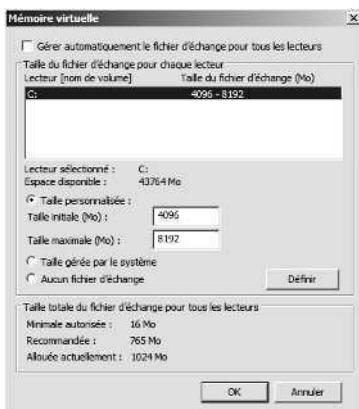 Mémoire virtuelle
Gérer automatiquement le fichier d'échange pour tous les lecteurs
Taille du fichier d'échange pour chaque lecteur
Lecteur [nom de volume] Taille du fichier d'échange (Mo)
C: 4096 - 8192
Lecteur sélectionné : C:
Espace disponible : 43764 Mo
Taille personnalisée :
Taille initiale (Mo) : 4096
Taille maximale (Mo) : 8192
Taille gérée par le système
Aucun fichier d'échange
Définir
Taille totale du fichier d'échange pour tous les lecteurs
Minimale autorisée : 16 Mo
Recommandée : 765 Mo
Allouée actuellement : 1024 Mo
OK Annuler